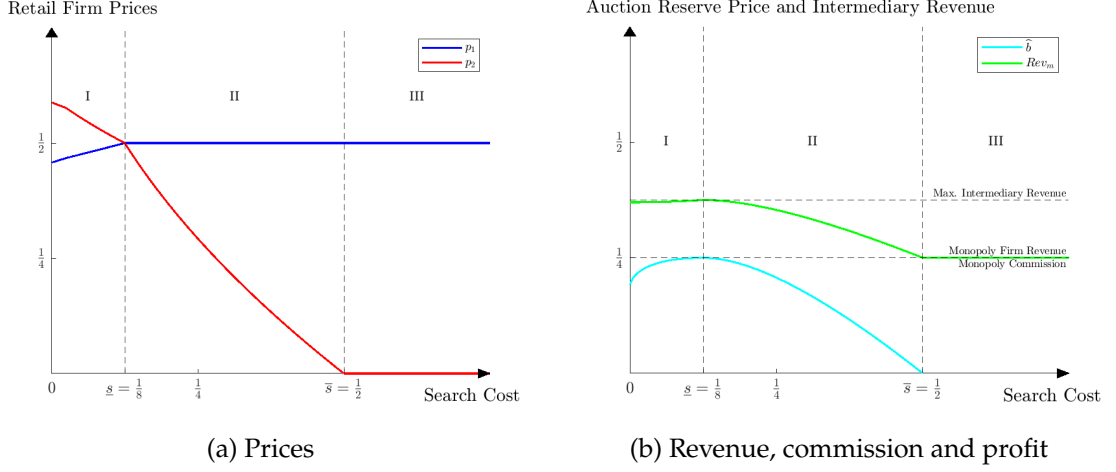 Retail Firm Prices
p₁
p₂
I
II
III
½
¼
0
s̲ = ⅛
¼
s̅ = ½
Search Cost
(a) Prices
Auction Reserve Price and Intermediary Revenue
b̂
Revₘ
I
II
III
½
Max. Intermediary Revenue
Monopoly Firm Revenue
¼
Monopoly Commission
0
s̲ = ⅛
¼
s̅ = ½
Search Cost
(b) Revenue, commission and profit